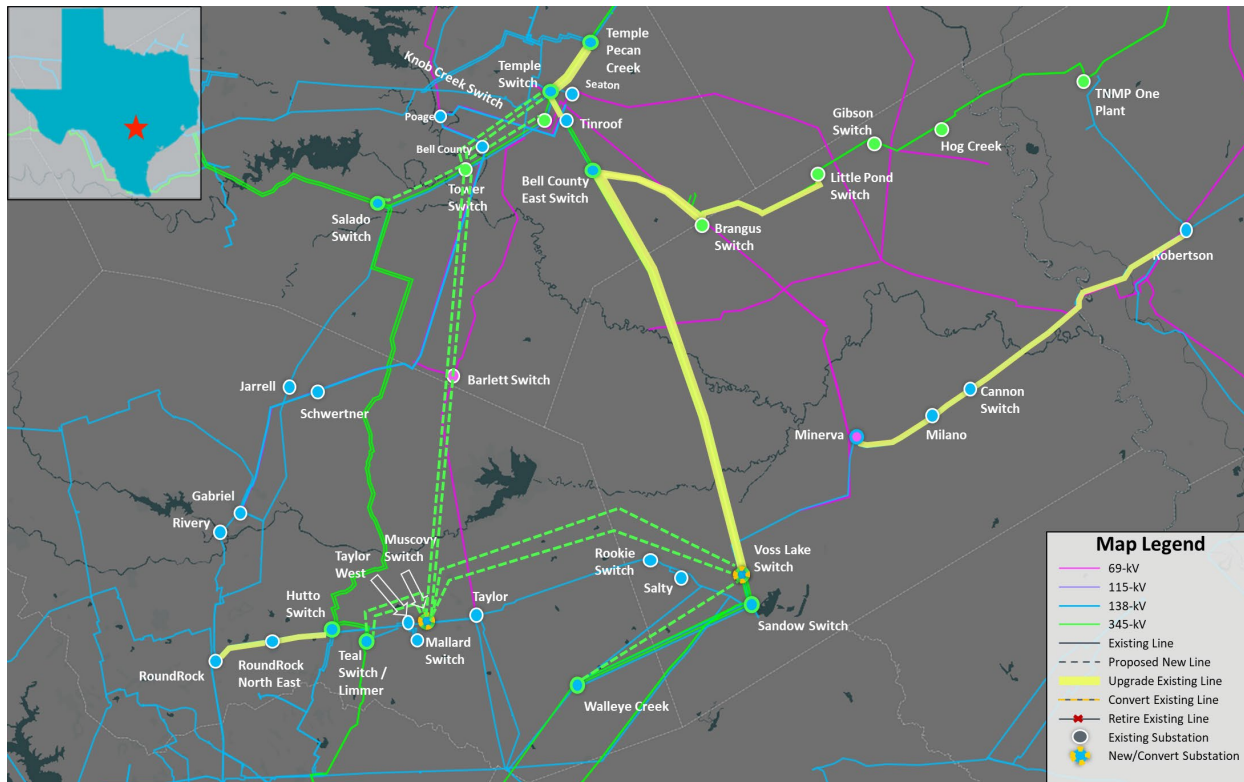 Temple
Pecan
Creek
Temple
Switch
Knob Creek Switch
Seaton
Poage
Tinroof
Bell County
Tower
Switch
Bell County
East Switch
Salado
Switch
Brangus
Switch
Little Pond
Switch
Gibson
Switch
Hog Creek
TNMP One
Plant
Robertson
Jarrell
Schwertner
Barlett Switch
Cannon
Switch
Milano
Minerva
Gabriel
Rivery
Muscovy
Switch
Taylor
West
Hutto
Switch
Taylor
Rookie
Switch
Salty
Voss Lake
Switch
Sandow Switch
Mallard
Switch
Teal
Switch /
Limmer
RoundRock
North East
RoundRock
Walleye Creek
Map Legend
69-kV
115-kV
138-kV
345-kV
Existing Line
Proposed New Line
Upgrade Existing Line
Convert Existing Line
Retire Existing Line
Existing Substation
New/Convert Substation